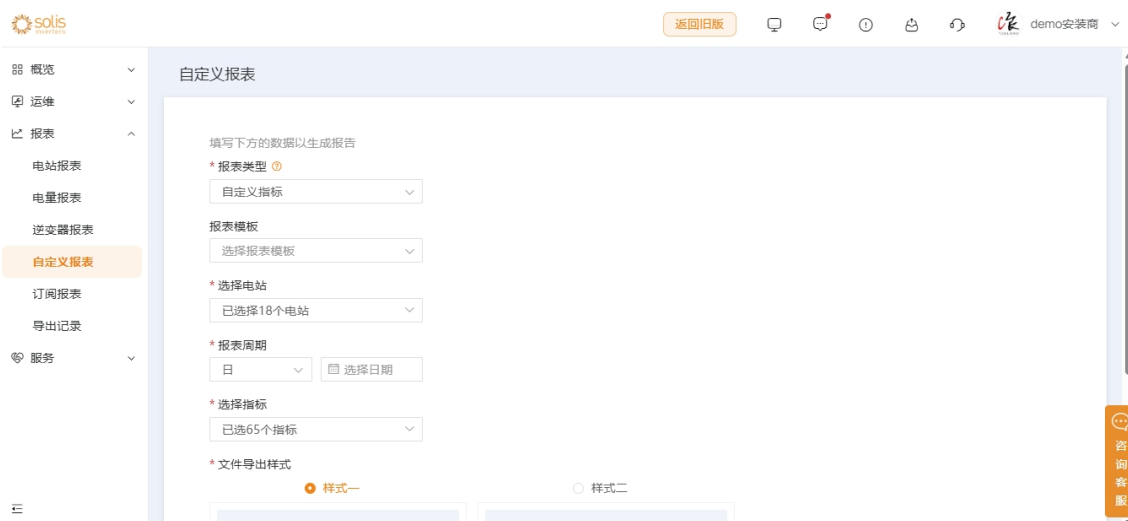 solis
inverters
返回旧版
demo安装商
概览
运维
报表
电站报表
电量报表
逆变器报表
自定义报表
订阅报表
导出记录
服务
自定义报表
填写下方的数据以生成报告
* 报表类型
自定义指标
报表模板
选择报表模板
* 选择电站
已选择18个电站
* 报表周期
日 选择日期
* 选择指标
已选65个指标
* 文件导出样式
样式一 样式二
咨
询
客
服